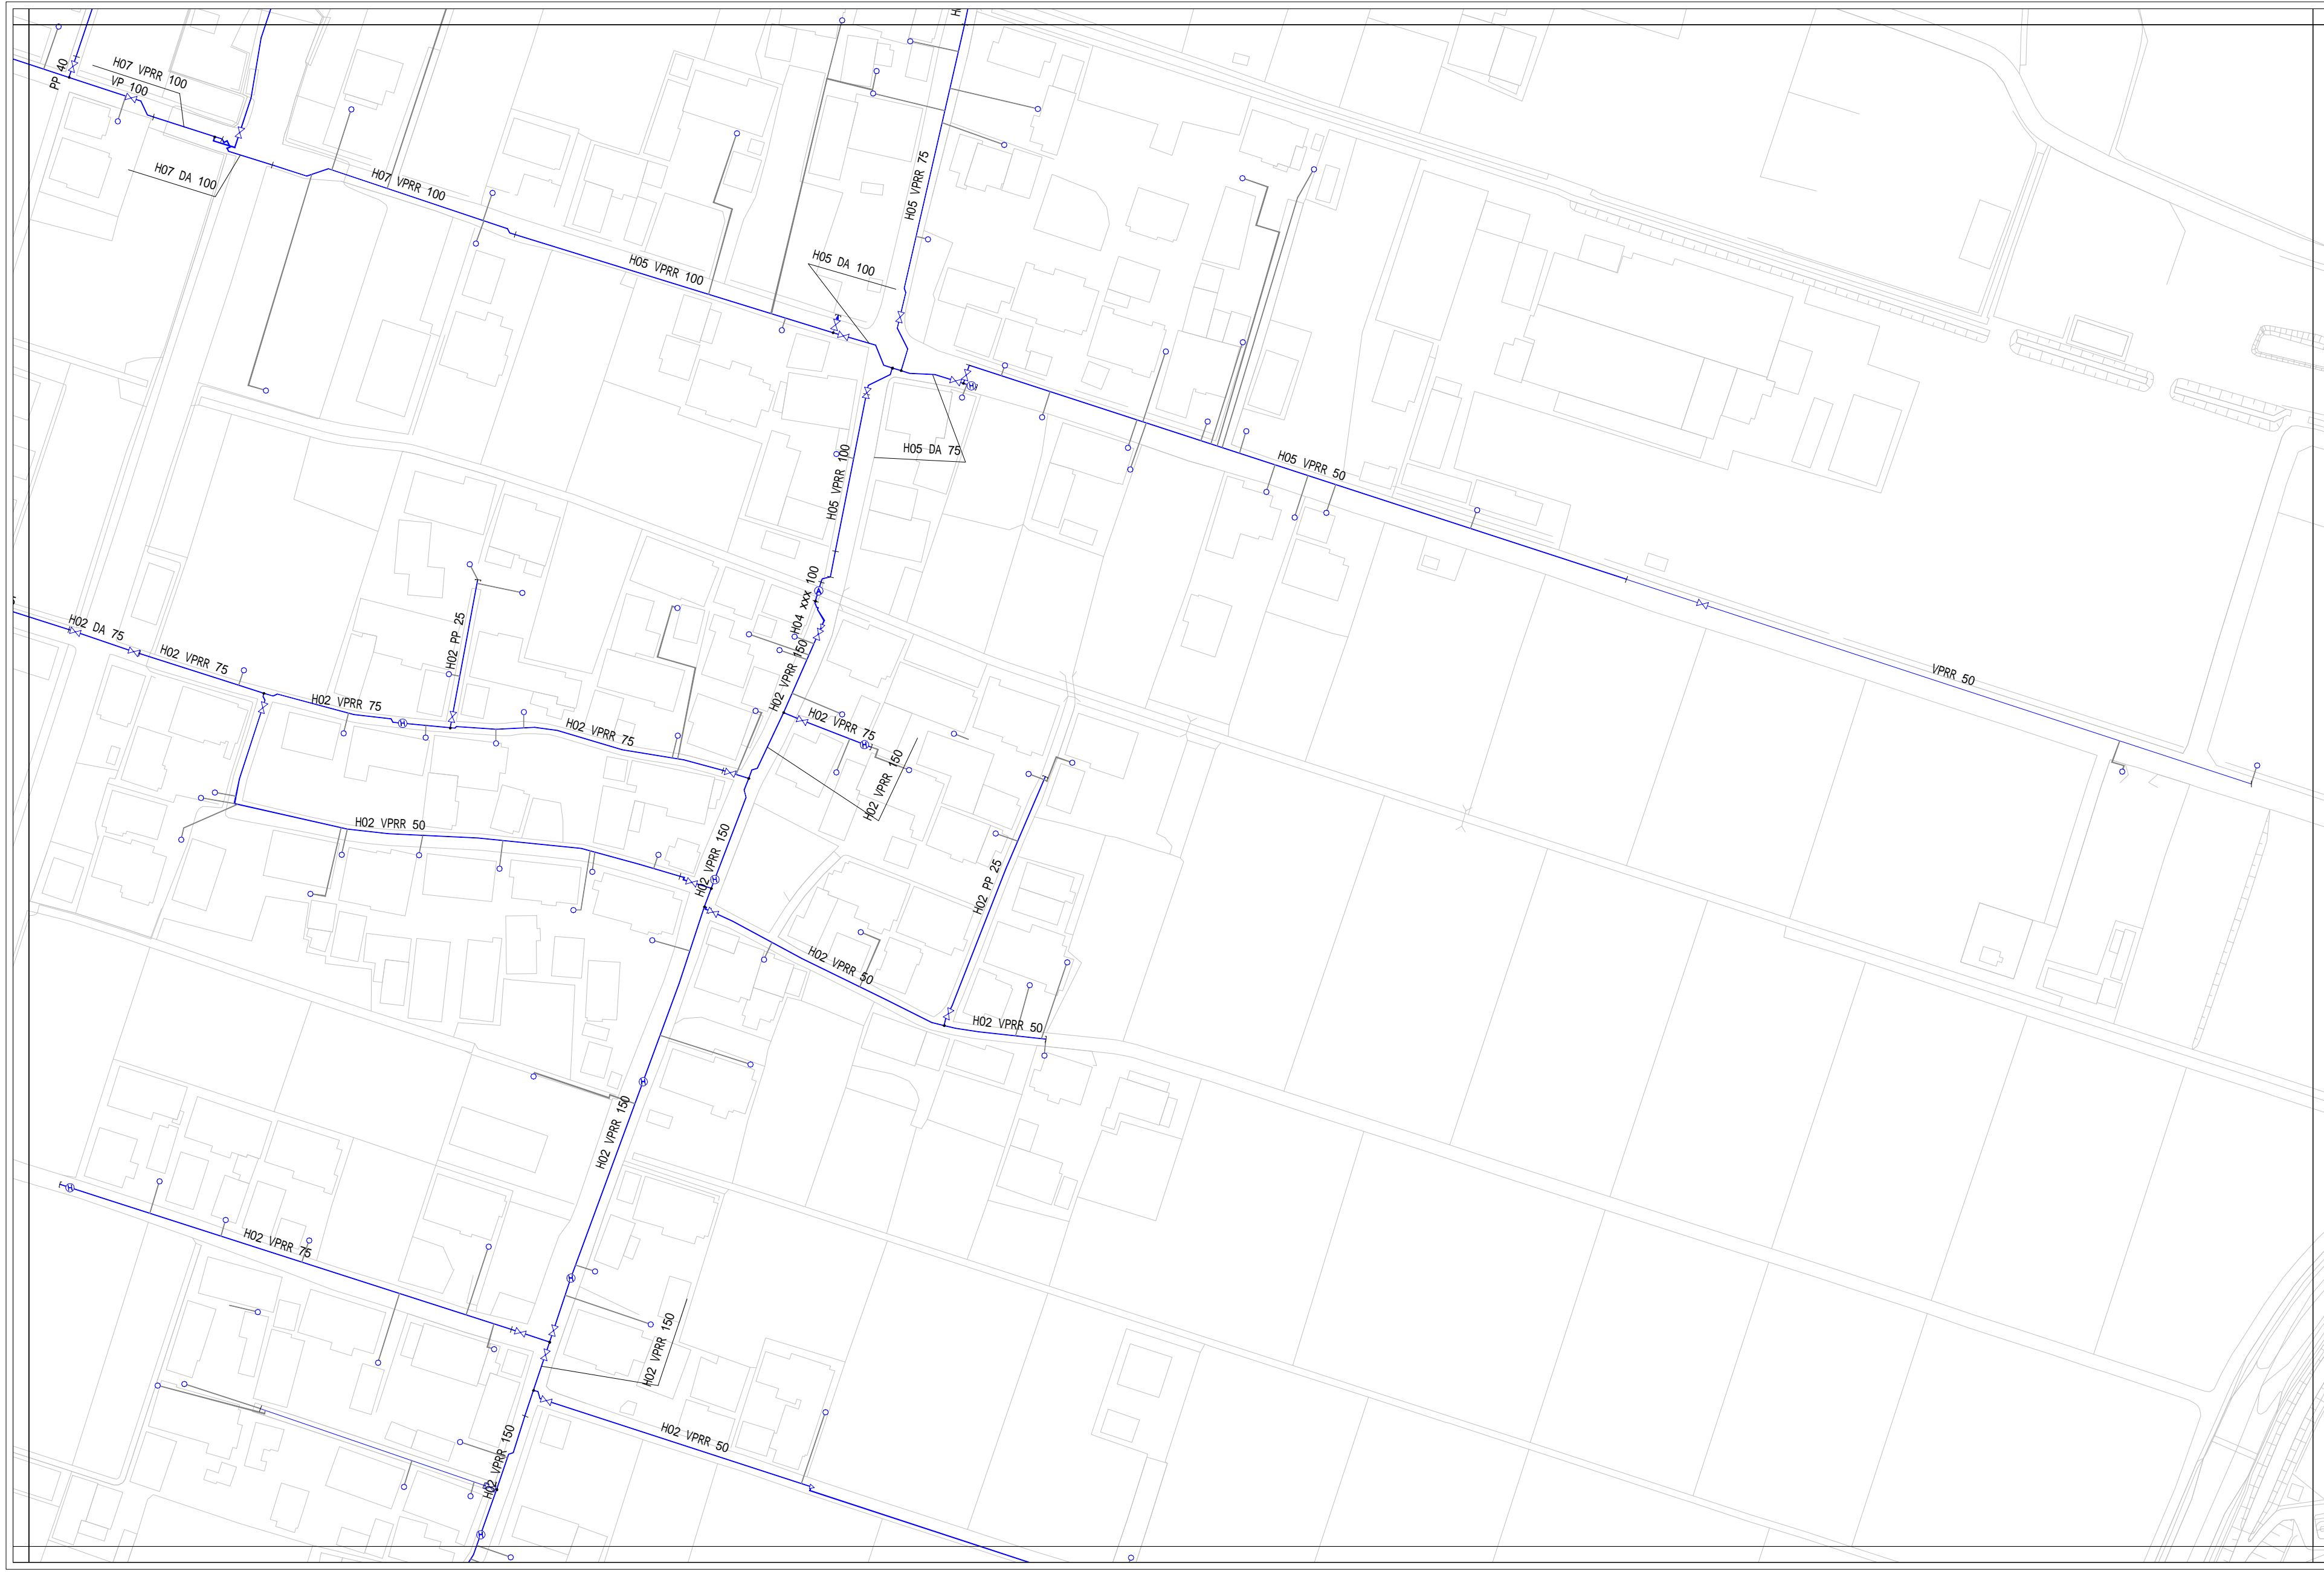 PP 40
H07 VPRR 100
VP 100
H07 DA 100
H07 VPRR 100
H05 VPRR 75
H05 VPRR 100
H05 DA 100
H
H05 DA 75
H05 VPRR 50
H05 VPRR 100
H04 xxx 100
A
VPRR 50
H02 DA 75
H02 VPRR 75
H02 PP 25
H02 VPRR 75
H
H02 VPRR 75
H02 VPRR 150
H02 VPRR 75
H
H02 VPRR 150
H02 VPRR 50
H02 VPRR 150
H
H02 PP 25
H02 VPRR 50
H02 VPRR 50
H
H02 VPRR 150
H
H02 VPRR 75
H
H02 VPRR 150
H02 VPRR 50
H02 VPRR 150
H